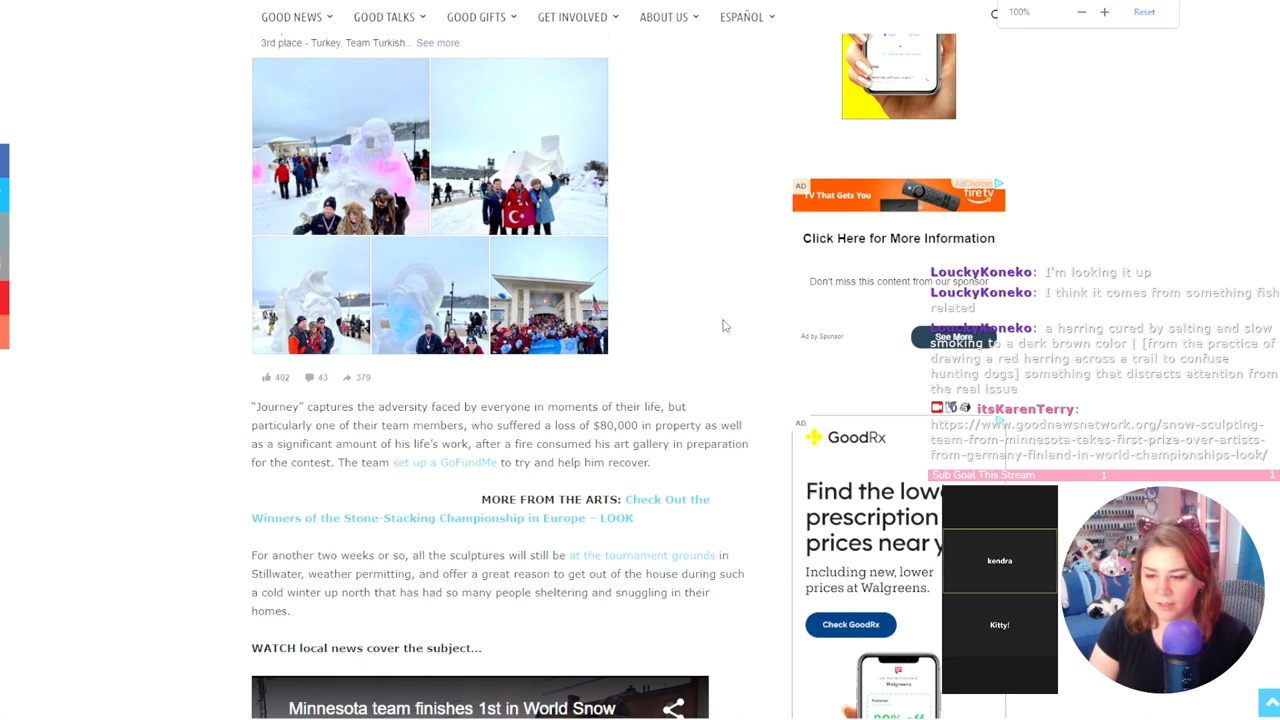 GOOD NEWS
GOOD TALKS
GOOD GIFTS
GET INVOLVED
ABOUT US
ESPAÑOL
100%
Reset
3rd place - Turkey, Team Turkish... See more
402
43
379
“Journey” captures the adversity faced by everyone in moments of their life, but
particularly one of their team members, who suffered a loss of $80,000 in property as well
as a significant amount of his life’s work, after a fire consumed his art gallery in preparation
for the contest. The team set up a GoFundMe to try and help him recover.
MORE FROM THE ARTS: Check Out the
Winners of the Stone-Stacking Championship in Europe – LOOK
For another two weeks or so, all the sculptures will still be at the tournament grounds in
Stillwater, weather permitting, and offer a great reason to get out of the house during such
a cold winter up north that has had so many people sheltering and snuggling in their
homes.
WATCH local news cover the subject…
Minnesota team finishes 1st in World Snow
AD
TV That Gets You
AdChoices
fire tv
Click Here for More Information
Don't miss this content from our sponsor
Ad by Sponsor
See More
LouckyKoneko: I'm looking it up
LouckyKoneko: I think it comes from something fish
related
LouckyKoneko: a herring cured by salting and slow
smoking to a dark brown color | [from the practice of
drawing a red herring across a trail to confuse
hunting dogs] something that distracts attention from
the real issue
itsKarenTerry:
https://www.goodnewsnetwork.org/snow-sculpting-
team-from-minnesota-takes-first-prize-over-artists-
from-germany-finland-in-world-championships-look/
Sub Goal This Stream 1 1
AD
GoodRx
Find the low
prescription
prices near y
Including new, lower
prices at Walgreens.
Check GoodRx
Walgreens
kendra
Kitty!